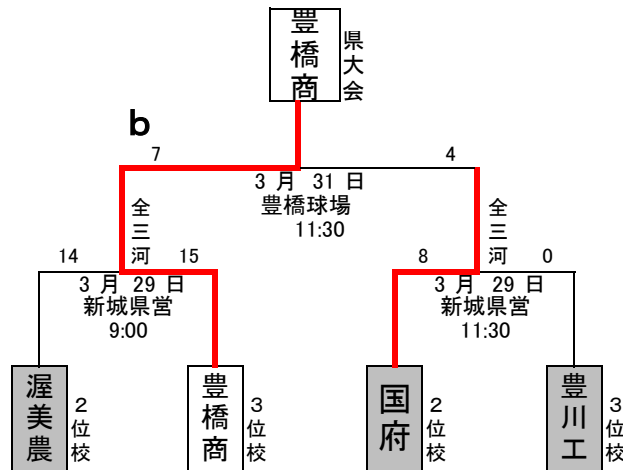 豊橋商
県大会
b
7
4
3 月 31 日
豊橋球場
11:30
全三河
全三河
14
15
8
0
3 月 29 日
新城県営
9:00
3 月 29 日
新城県営
11:30
渥美農
2位校
豊橋商
3位校
国府
2位校
豊川工
3位校